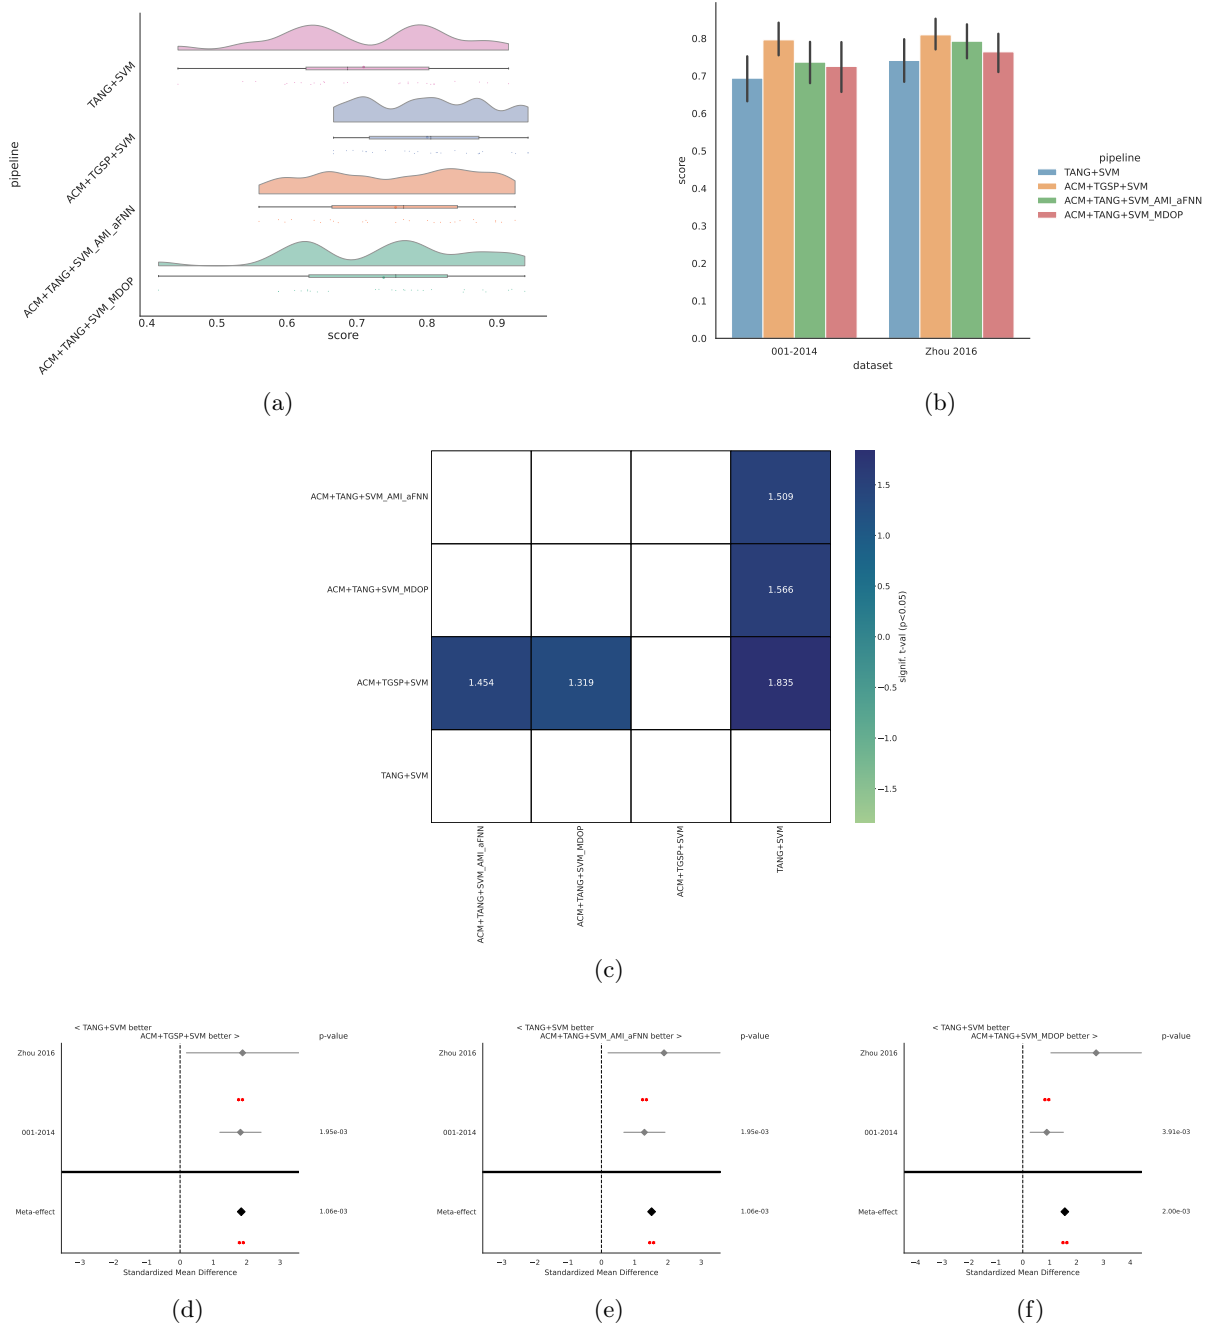 pipeline
TANG+SVM
ACM+TGSP+SVM
ACM+TANG+SVM_AMI_aFNN
ACM+TANG+SVM_MDOP
0.4 0.5 0.6 0.7 0.8 0.9
score
(a)
score
0.8
0.7
0.6
0.5
0.4
0.3
0.2
0.1
0.0
001-2014 Zhou 2016
dataset
pipeline
TANG+SVM
ACM+TGSP+SVM
ACM+TANG+SVM_AMI_aFNN
ACM+TANG+SVM_MDOP
(b)
ACM+TANG+SVM_AMI_aFNN
ACM+TANG+SVM_MDOP
ACM+TGSP+SVM
TANG+SVM
1.509
1.566
1.454 1.319 1.835
ACM+TANG+SVM_AMI_aFNN
ACM+TANG+SVM_MDOP
ACM+TGSP+SVM
TANG+SVM
1.5
1.0
0.5
0.0
−0.5
−1.0
−1.5
signif. t-val (p<0.05)
(c)
< TANG+SVM better
ACM+TGSP+SVM better >
p-value
Zhou 2016
001-2014
1.95e-03
Meta-effect
1.06e-03
−3 −2 −1 0 1 2 3
Standardized Mean Difference
(d)
< TANG+SVM better
ACM+TANG+SVM_AMI_aFNN better >
p-value
Zhou 2016
001-2014
1.95e-03
Meta-effect
1.06e-03
−3 −2 −1 0 1 2 3
Standardized Mean Difference
(e)
< TANG+SVM better
ACM+TANG+SVM_MDOP better >
p-value
Zhou 2016
001-2014
3.91e-03
Meta-effect
2.00e-03
−4 −3 −2 −1 0 1 2 3 4
Standardized Mean Difference
(f)